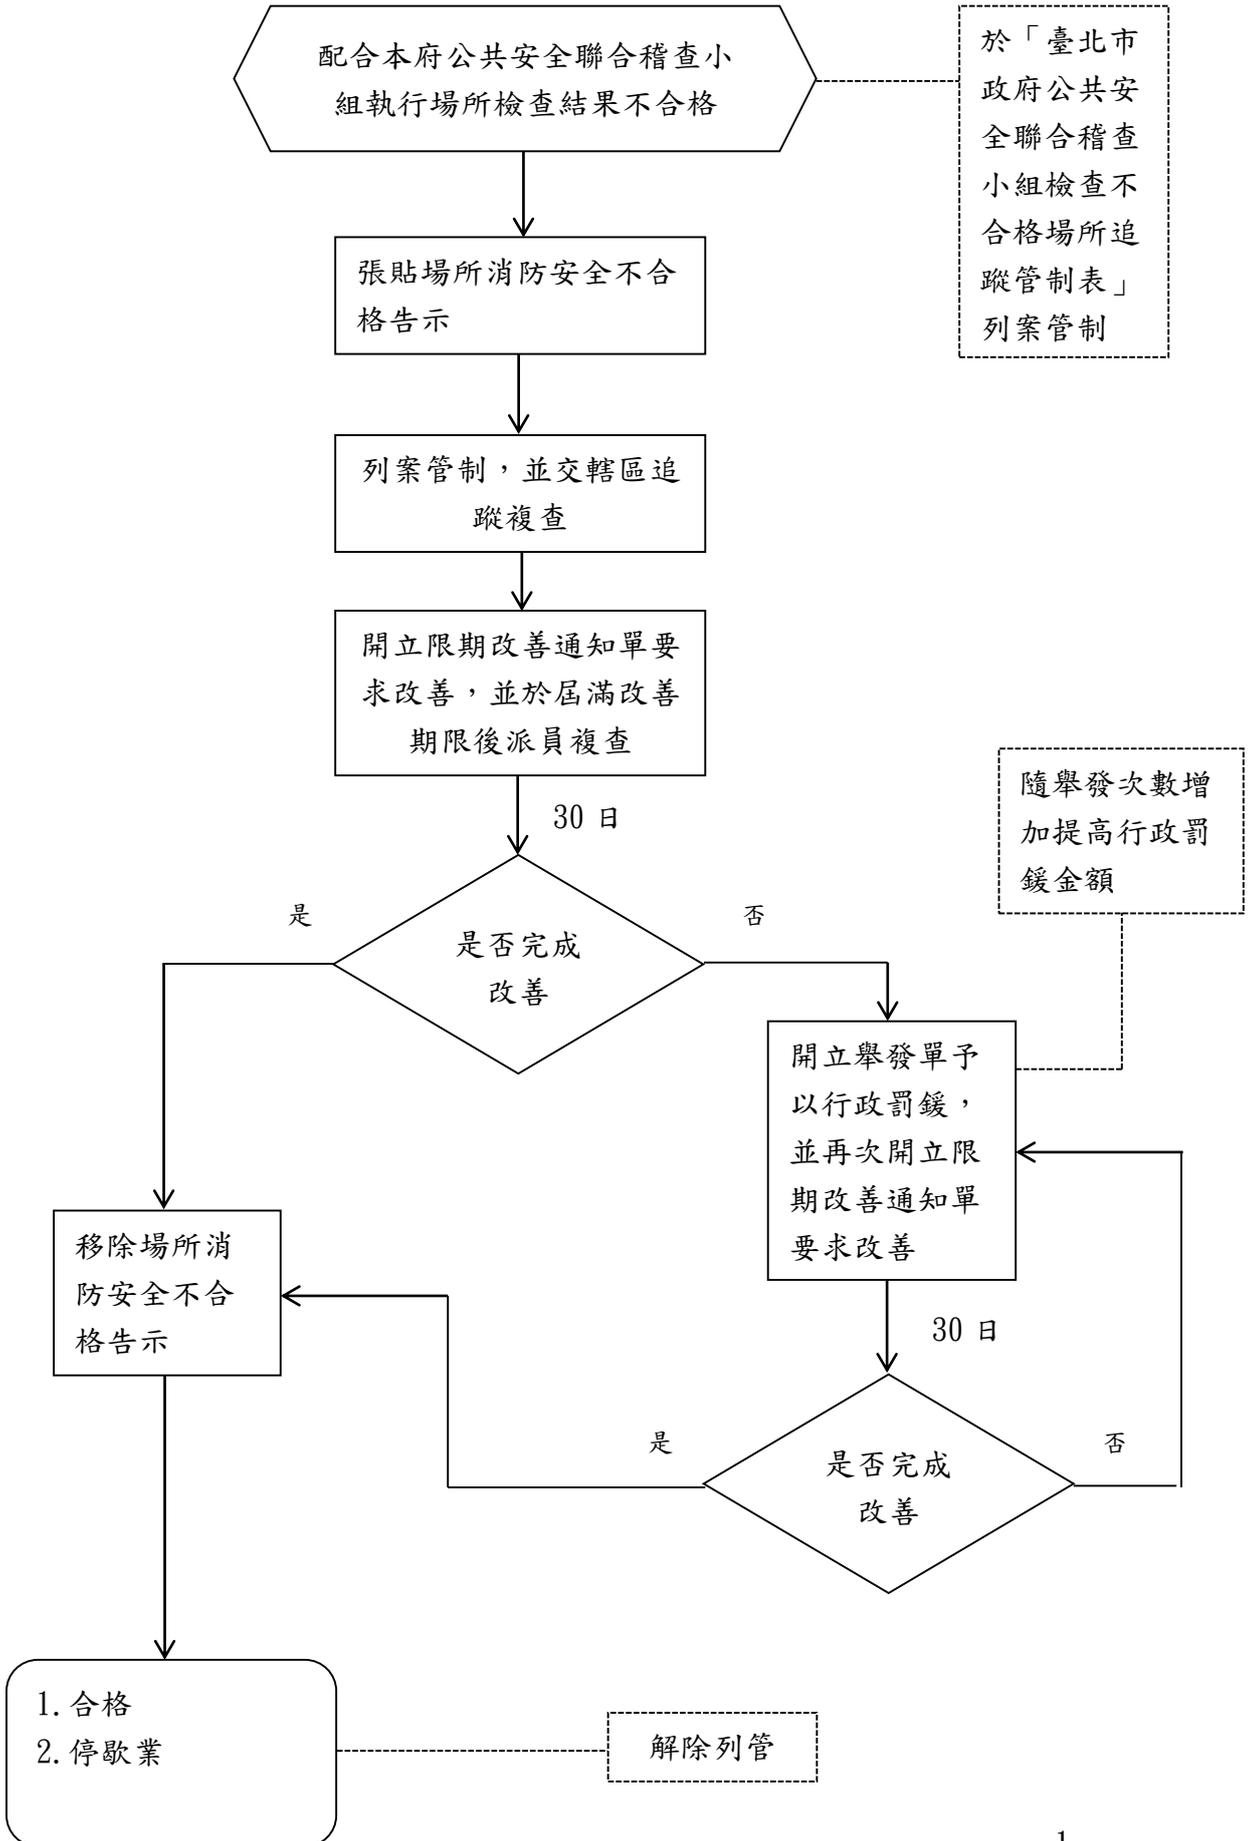 配合本府公共安全聯合稽查小
組執行場所檢查結果不合格
於「臺北市
政府公共安
全聯合稽查
小組檢查不
合格場所追
蹤管制表」
列案管制
張貼場所消防安全不合
格告示
列案管制，並交轄區追
蹤複查
開立限期改善通知單要
求改善，並於屆滿改善
期限後派員複查
30 日
隨舉發次數增
加提高行政罰
鍰金額
是
否
是否完成
改善
開立舉發單予
以行政罰鍰，
並再次開立限
期改善通知單
要求改善
移除場所消
防安全不合
格告示
30 日
是
否
是否完成
改善
1.合格
2.停歇業
解除列管
1